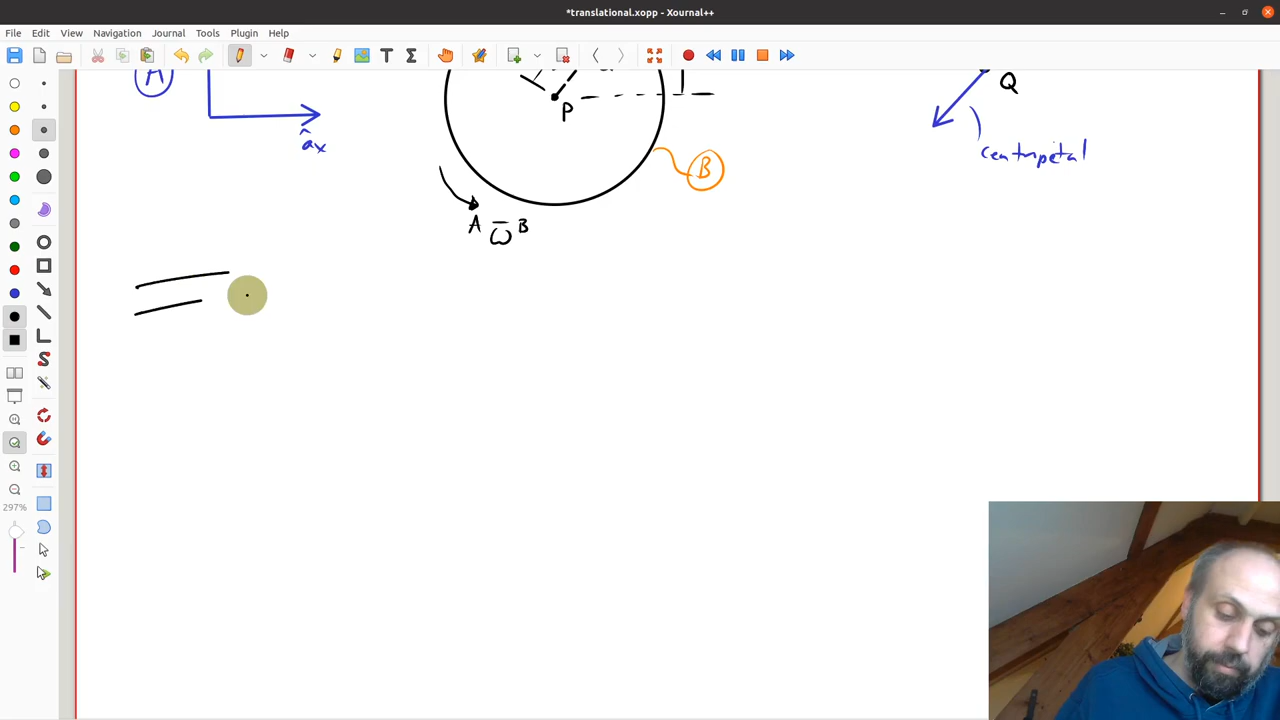 *translational.xopp - Xournal++
File Edit View Navigation Journal Tools Plugin Help
A
âx
P
B
Q
centripetal
A ω̄ B
297%